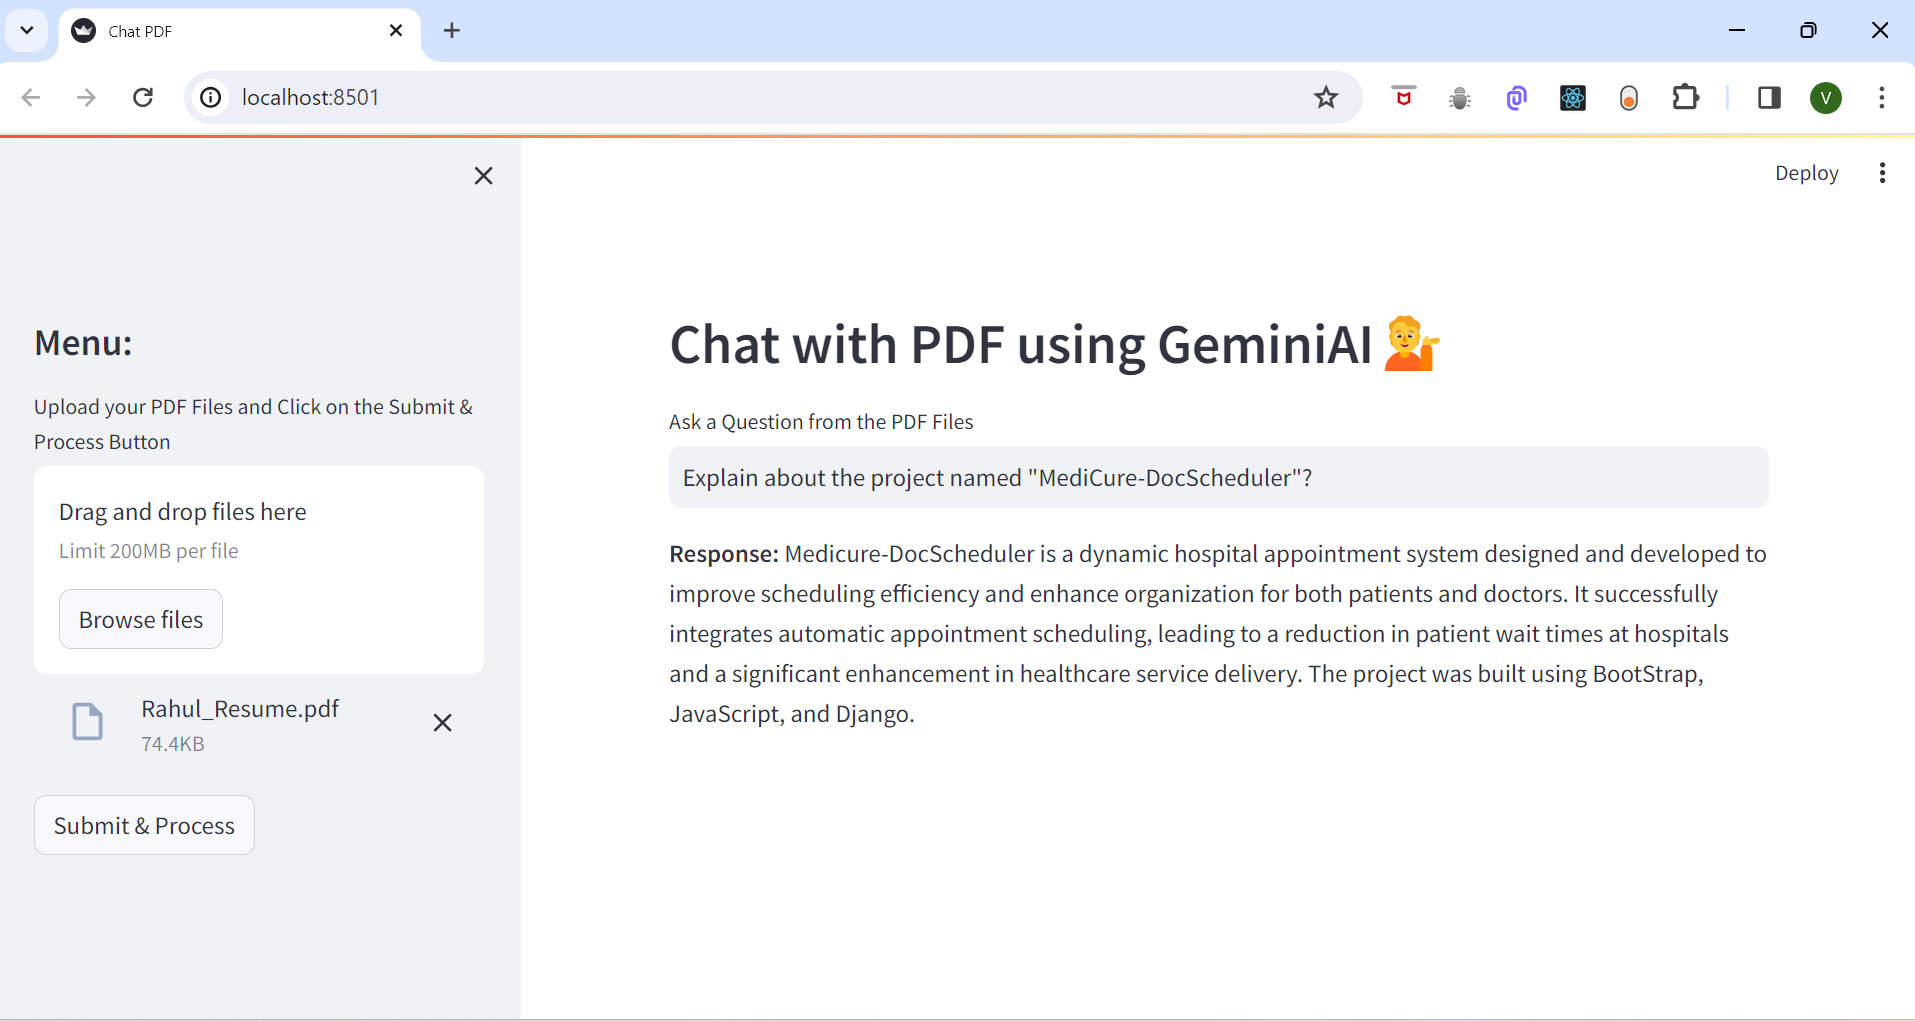 Chat PDF
localhost:8501
V
Deploy
Menu:
Upload your PDF Files and Click on the Submit &
Process Button
Drag and drop files here
Limit 200MB per file
Browse files
Rahul_Resume.pdf
74.4KB
Submit & Process
Chat with PDF using GeminiAI 💁
Ask a Question from the PDF Files
Explain about the project named "MediCure-DocScheduler"?
Response: Medicure-DocScheduler is a dynamic hospital appointment system designed and developed to
improve scheduling efficiency and enhance organization for both patients and doctors. It successfully
integrates automatic appointment scheduling, leading to a reduction in patient wait times at hospitals
and a significant enhancement in healthcare service delivery. The project was built using BootStrap,
JavaScript, and Django.